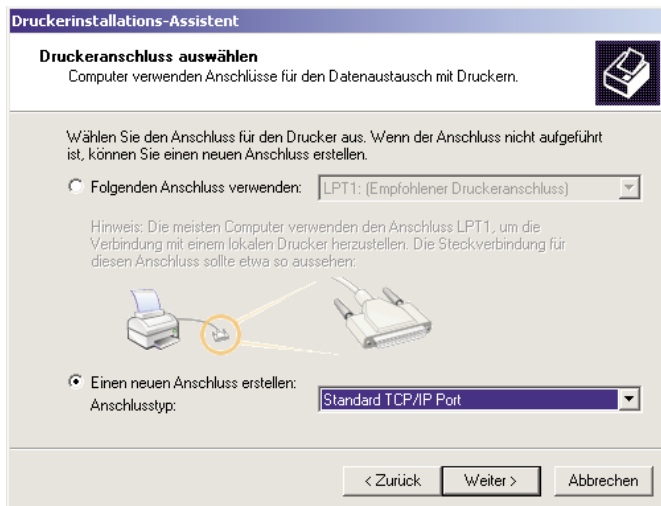 Druckerinstallations-Assistent
Druckeranschluss auswählen
Computer verwenden Anschlüsse für den Datenaustausch mit Druckern.
Wählen Sie den Anschluss für den Drucker aus. Wenn der Anschluss nicht aufgeführt
ist, können Sie einen neuen Anschluss erstellen.
Folgenden Anschluss verwenden: LPT1: (Empfohlener Druckeranschluss)
Hinweis: Die meisten Computer verwenden den Anschluss LPT1, um die
Verbindung mit einem lokalen Drucker herzustellen. Die Steckverbindung für
diesen Anschluss sollte etwa so aussehen:
Einen neuen Anschluss erstellen:
Anschlusstyp: Standard TCP/IP Port
< Zurück Weiter > Abbrechen